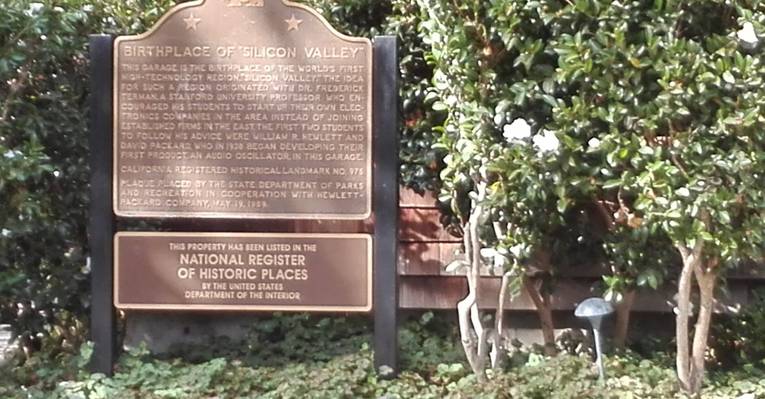 BIRTHPLACE OF "SILICON VALLEY"
THIS GARAGE IS THE BIRTHPLACE OF THE WORLD'S FIRST
HIGH-TECHNOLOGY REGION, "SILICON VALLEY." THE IDEA
FOR SUCH A REGION ORIGINATED WITH DR. FREDERICK
TERMAN, A STANFORD UNIVERSITY PROFESSOR WHO EN-
COURAGED HIS STUDENTS TO START UP THEIR OWN ELEC-
TRONICS COMPANIES IN THE AREA INSTEAD OF JOINING
ESTABLISHED FIRMS IN THE EAST. THE FIRST TWO STUDENTS
TO FOLLOW HIS ADVICE WERE WILLIAM R. HEWLETT AND
DAVID PACKARD, WHO IN 1938 BEGAN DEVELOPING THEIR
FIRST PRODUCT, AN AUDIO OSCILLATOR, IN THIS GARAGE.
CALIFORNIA REGISTERED HISTORICAL LANDMARK NO. 976
PLAQUE PLACED BY THE STATE DEPARTMENT OF PARKS
AND RECREATION IN COOPERATION WITH HEWLETT-
PACKARD COMPANY, MAY 19, 1989.
THIS PROPERTY HAS BEEN LISTED IN THE
NATIONAL REGISTER
OF HISTORIC PLACES
BY THE UNITED STATES
DEPARTMENT OF THE INTERIOR